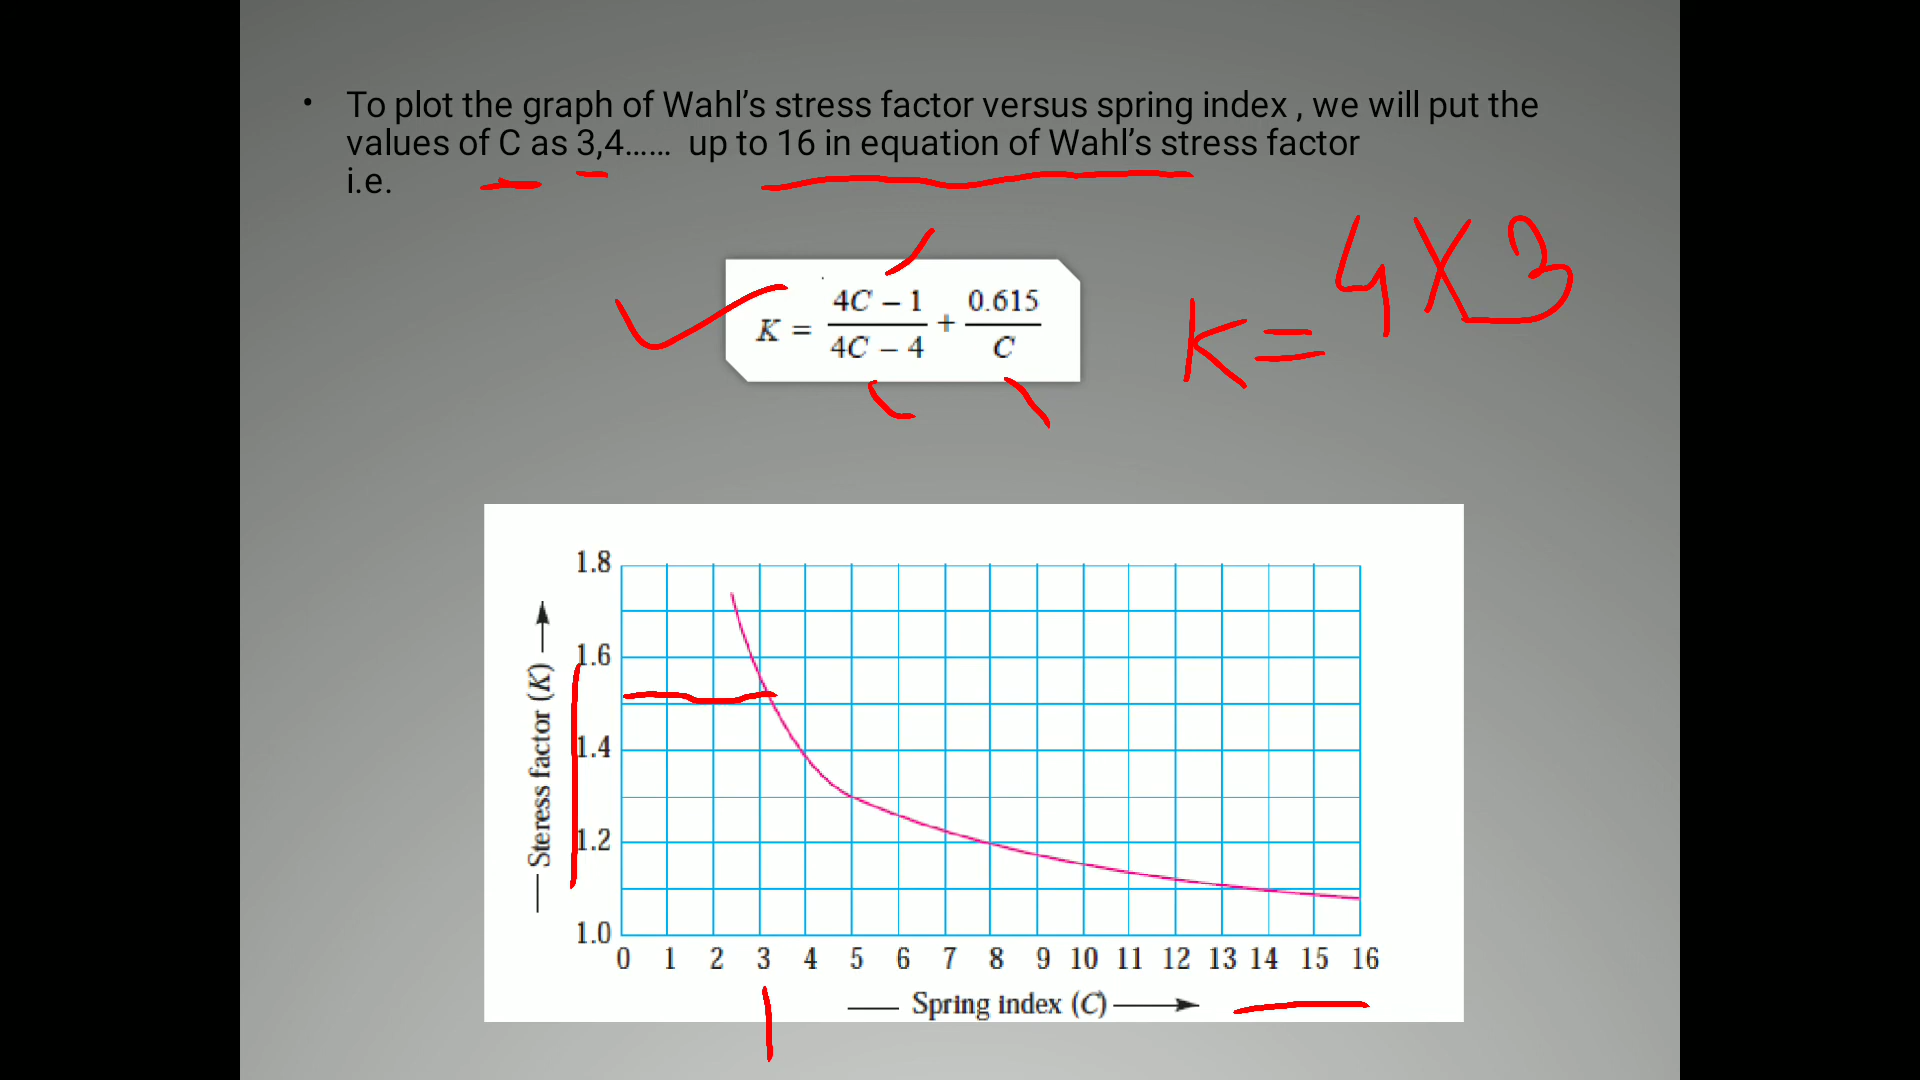 • To plot the graph of Wahl’s stress factor versus spring index , we will put the
values of C as 3,4…… up to 16 in equation of Wahl’s stress factor
i.e.
K = 4C – 1 / 4C – 4 + 0.615 / C
K = 4 X 3
Steress factor (K)
1.8
1.6
1.4
1.2
1.0
0 1 2 3 4 5 6 7 8 9 10 11 12 13 14 15 16
Spring index (C)